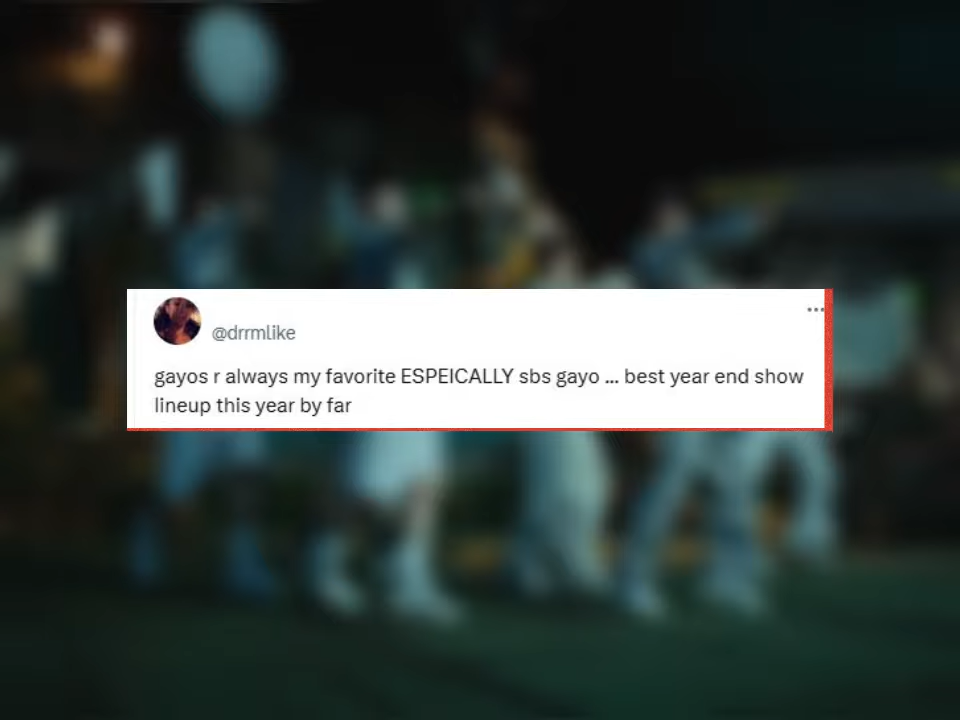 @drrmlike
gayos r always my favorite ESPEICALLY sbs gayo ... best year end show
lineup this year by far